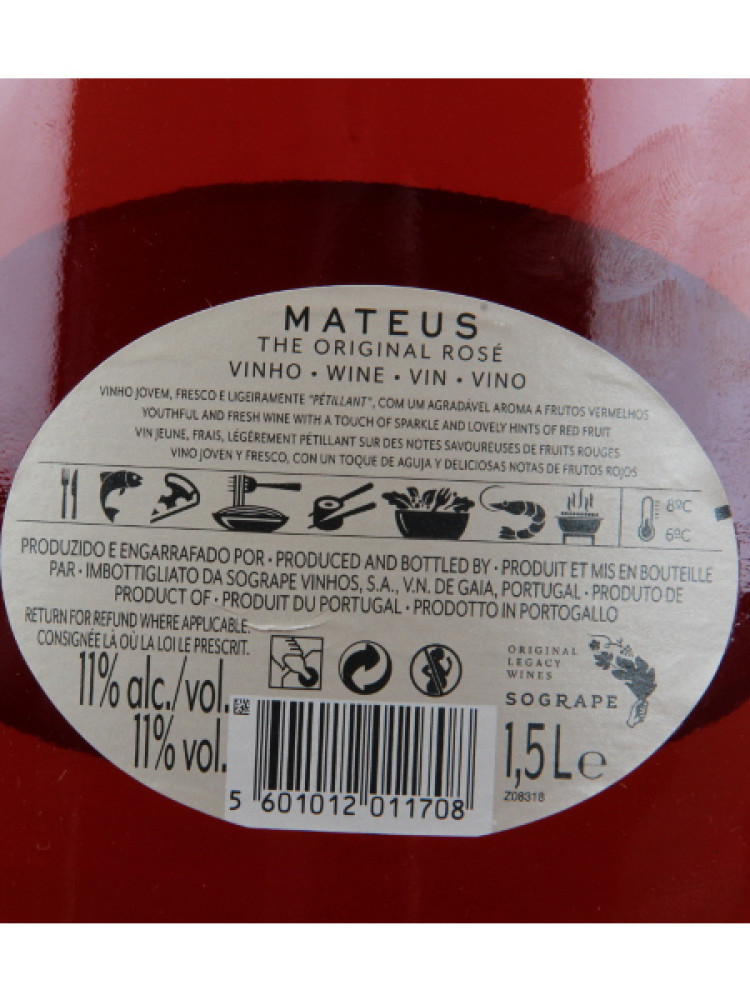 MATEUS
THE ORIGINAL ROSÉ
VINHO • WINE • VIN • VINO
VINHO JOVEM, FRESCO E LIGEIRAMENTE "PÉTILLANT", COM UM AGRADÁVEL AROMA A FRUTOS VERMELHOS
YOUTHFUL AND FRESH WINE WITH A TOUCH OF SPARKLE AND LOVELY HINTS OF RED FRUIT
VIN JEUNE, FRAIS, LÉGÈREMENT PÉTILLANT SUR DES NOTES SAVOUREUSES DE FRUITS ROUGES
VINO JOVEN Y FRESCO, CON UN TOQUE DE AGUJA Y DELICIOSAS NOTAS DE FRUTOS ROJOS
8ºC
6ºC
PRODUZIDO E ENGARRAFADO POR • PRODUCED AND BOTTLED BY • PRODUIT ET MIS EN BOUTEILLE
PAR • IMBOTTIGLIATO DA SOGRAPE VINHOS, S.A., V.N. DE GAIA, PORTUGAL • PRODUTO DE
PRODUCT OF • PRODUIT DU PORTUGAL • PRODOTTO IN PORTOGALLO
RETURN FOR REFUND WHERE APPLICABLE.
CONSIGNÉE LÀ OÙ LA LOI LE PRESCRIT.
11% alc./vol.
11% vol.
ORIGINAL
LEGACY
WINES
SOGRAPE
1,5 L e
Z08318
5 601012 011708